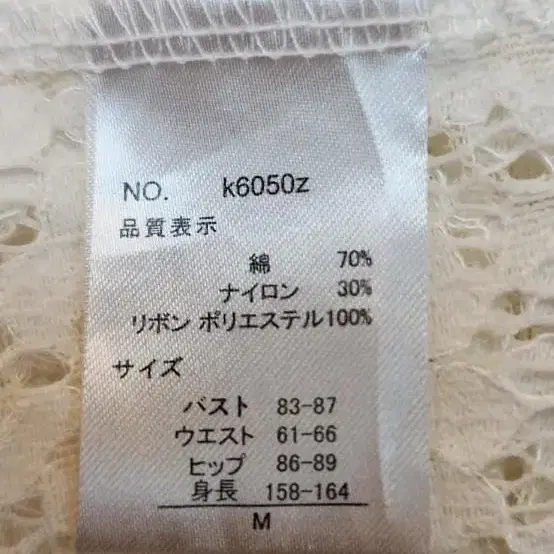 NO. k6050z
品質表示
綿 70%
ナイロン 30%
リボン ポリエステル100%
サイズ
バスト 83-87
ウエスト 61-66
ヒップ 86-89
身長 158-164
M